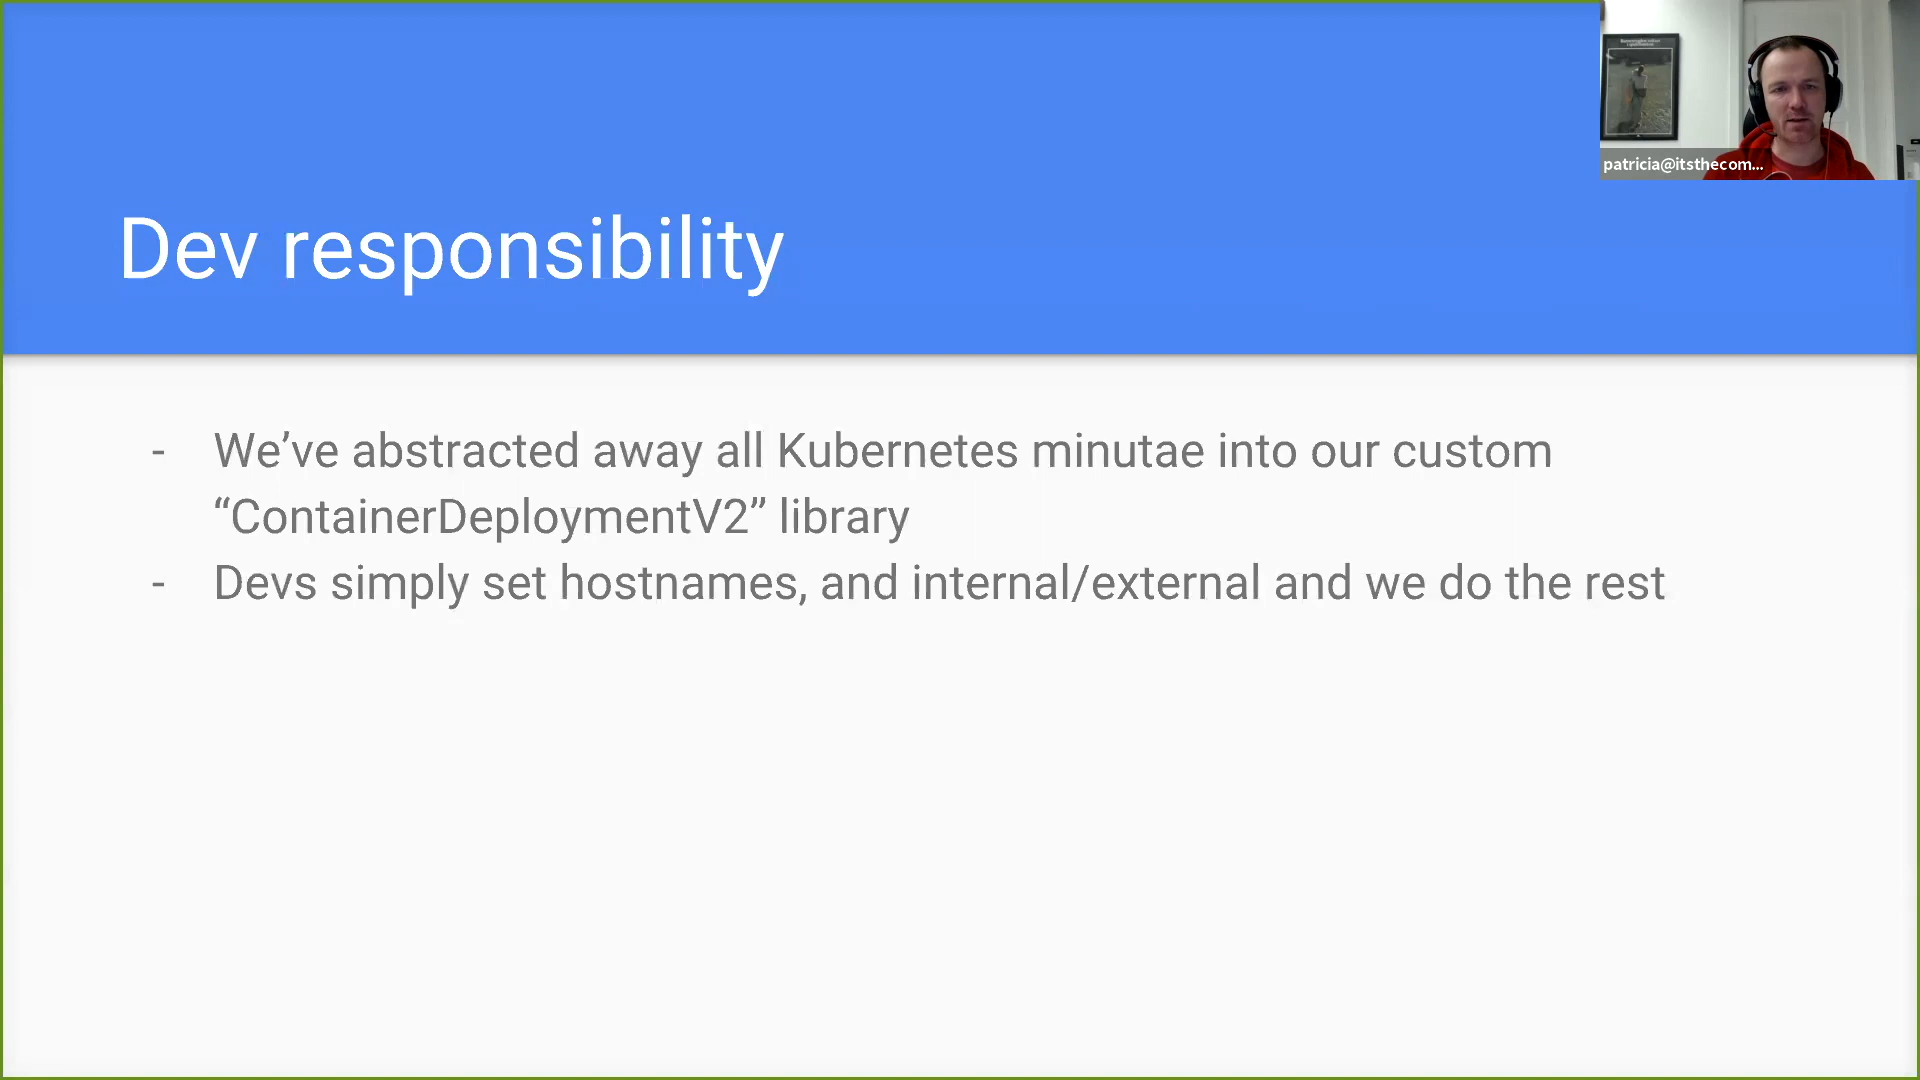 patricia@itsthecom...
Dev responsibility
- We’ve abstracted away all Kubernetes minutae into our custom
“ContainerDeploymentV2” library
- Devs simply set hostnames, and internal/external and we do the rest